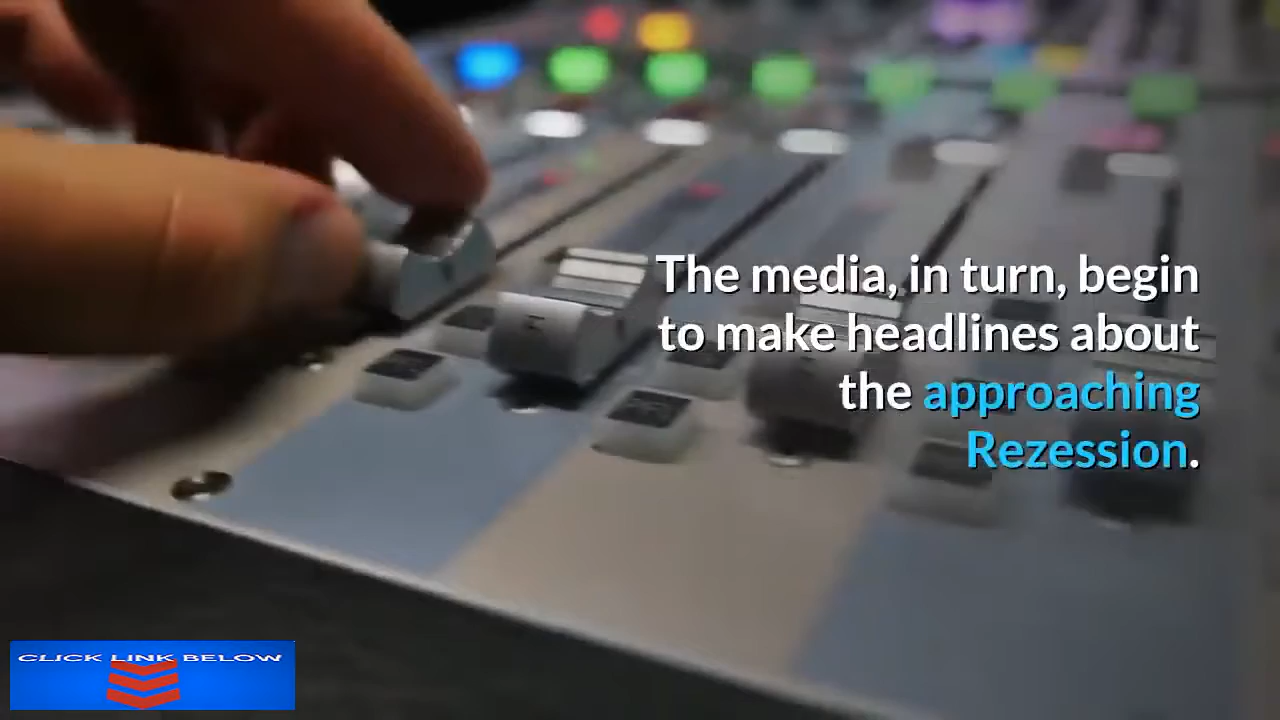 The media, in turn, begin
to make headlines about
the approaching
Rezession.
CLICK LINK BELOW